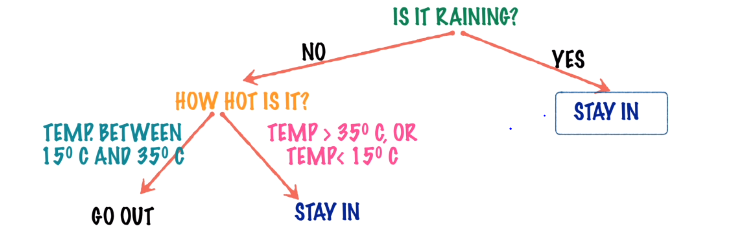 IS IT RAINING?
NO
YES
HOW HOT IS IT?
STAY IN
TEMP. BETWEEN
15⁰ C AND 35⁰ C
TEMP > 35⁰ C, OR
TEMP< 15⁰ C
GO OUT
STAY IN